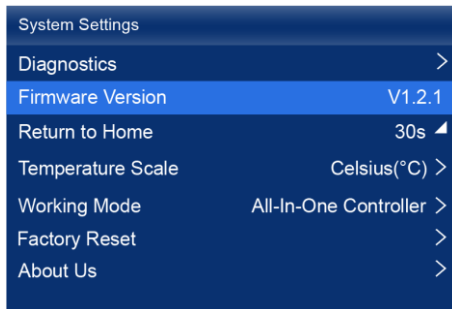 System Settings
Diagnostics >
Firmware Version V1.2.1
Return to Home 30s
Temperature Scale Celsius(°C) >
Working Mode All-In-One Controller >
Factory Reset >
About Us >